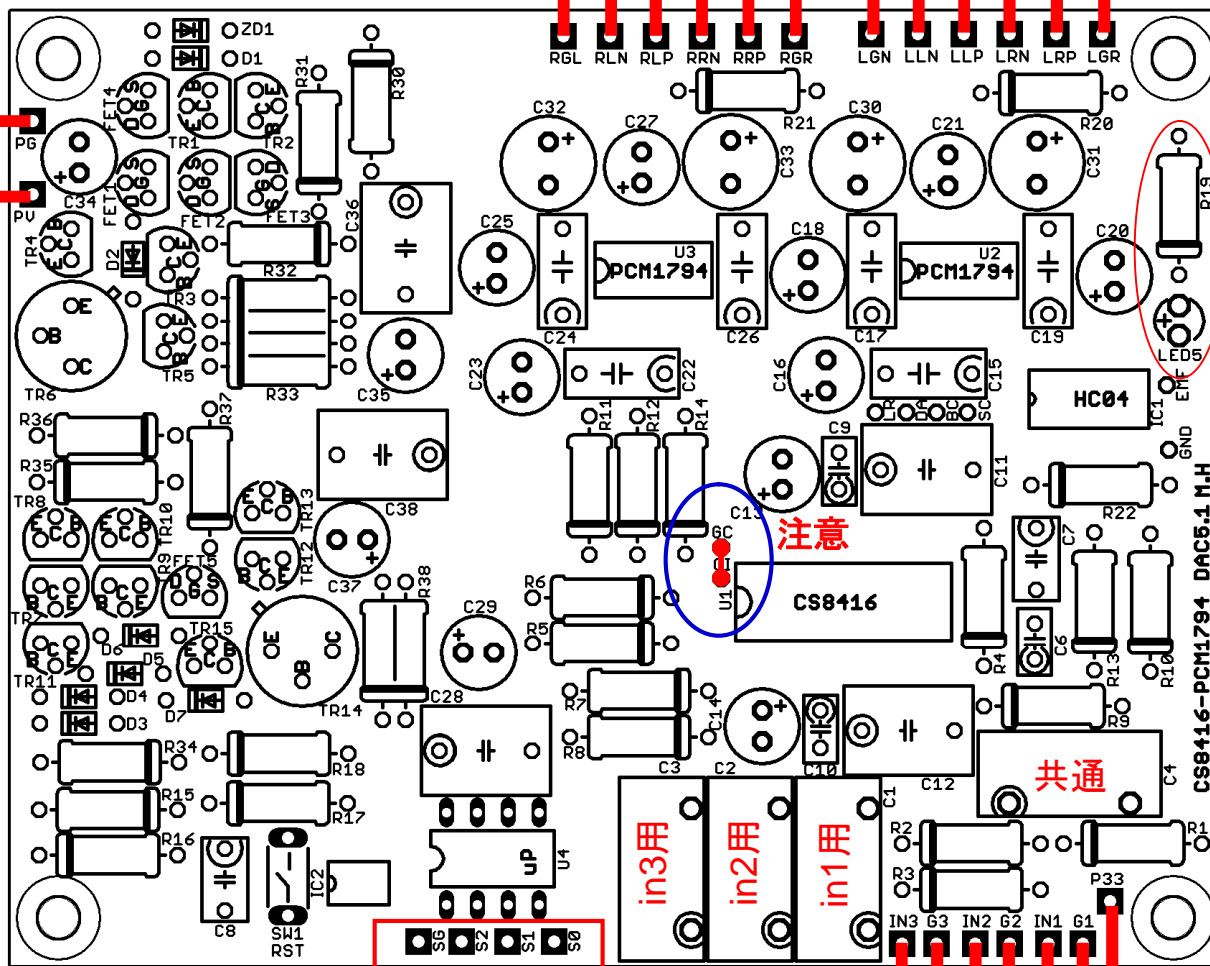 ZD1
D1
RGL RLN RLP RRN RRP RGR
LGN LLN LLP LRN LRP LGR
R31
R30
FET4
S
G
D
B
C
E
E
C
B
TR1
TR2
PG
C34
PV
FET1
S
G
D
S
G
D
D
G
S
FET2
FET3
C32
C27
C33
R21
C30
C21
C31
R20
R19
TR4
B
C
E
D2
E
C
B
TR3
R32
C36
C25
C24
U3
PCM1794
C26
C18
C17
U2
PCM1794
C19
C20
LED5
E
B
C
TR6
E
C
B
TR5
R33
C35
C23
C22
C16
C15
HC04
IC1
EMF
LR
DA
BC
SC
GND
R36
R35
R37
C38
R11
R12
R14
C13
C9
C11
R22
TR8
E
C
B
E
C
B
TR10
E
C
B
TR13
B
C
E
TR12
C37
GC
CI
注意
U1
CS8416
R4
C7
C6
R13
R10
CS8416-PCM1794 DAC5.1 M.H
R9
FET5
D
G
S
TR7
B
C
E
B
C
E
B
C
E
TR11
D6
D5
D4
D3
D7
TR15
E
C
B
E
C
B
TR14
R38
C29
R6
R5
R7
R8
C28
C14
C10
C12
R9
C4
共通
R34
R15
R16
R18
R17
C8
SW1
RST
IC2
uP
U4
SG
S2
S1
S0
C3
C2
C1
in3用
in2用
in1用
R2
R3
R1
P33
IN3 G3 IN2 G2 IN1 G1